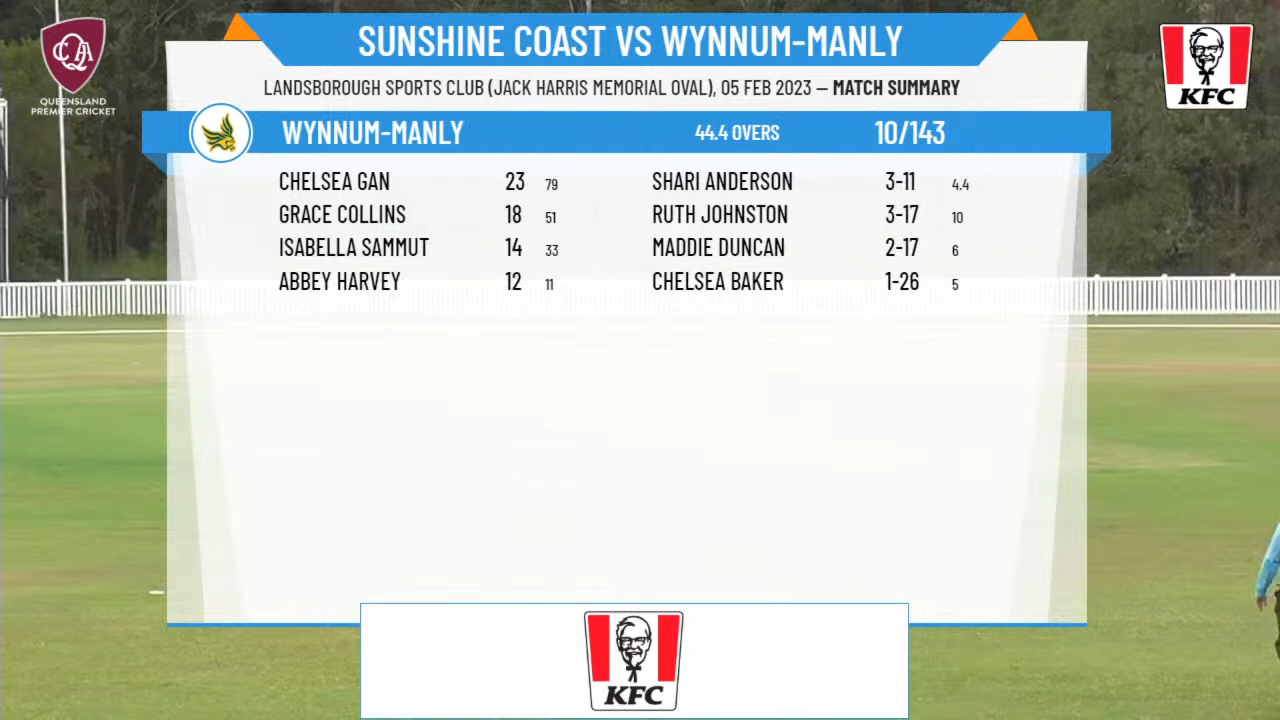 SUNSHINE COAST VS WYNNUM-MANLY
LANDSBOROUGH SPORTS CLUB (JACK HARRIS MEMORIAL OVAL), 05 FEB 2023 – MATCH SUMMARY
QUEENSLAND
PREMIER CRICKET
KFC
WYNNUM-MANLY 44.4 OVERS 10/143
CHELSEA GAN 23 79 SHARI ANDERSON 3-11 4.4
GRACE COLLINS 18 51 RUTH JOHNSTON 3-17 10
ISABELLA SAMMUT 14 33 MADDIE DUNCAN 2-17 6
ABBEY HARVEY 12 11 CHELSEA BAKER 1-26 5
KFC